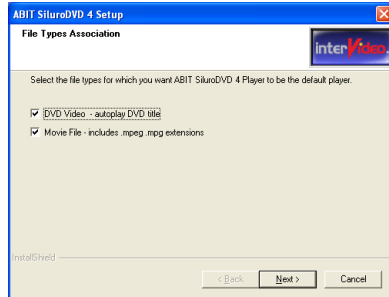 ABIT SiluroDVD 4 Setup
File Types Association
interVideo.
Select the file types for which you want ABIT SiluroDVD 4 Player to be the default player.
DVD Video - autoplay DVD title
Movie File - includes .mpeg .mpg extensions
InstallShield
< Back Next > Cancel